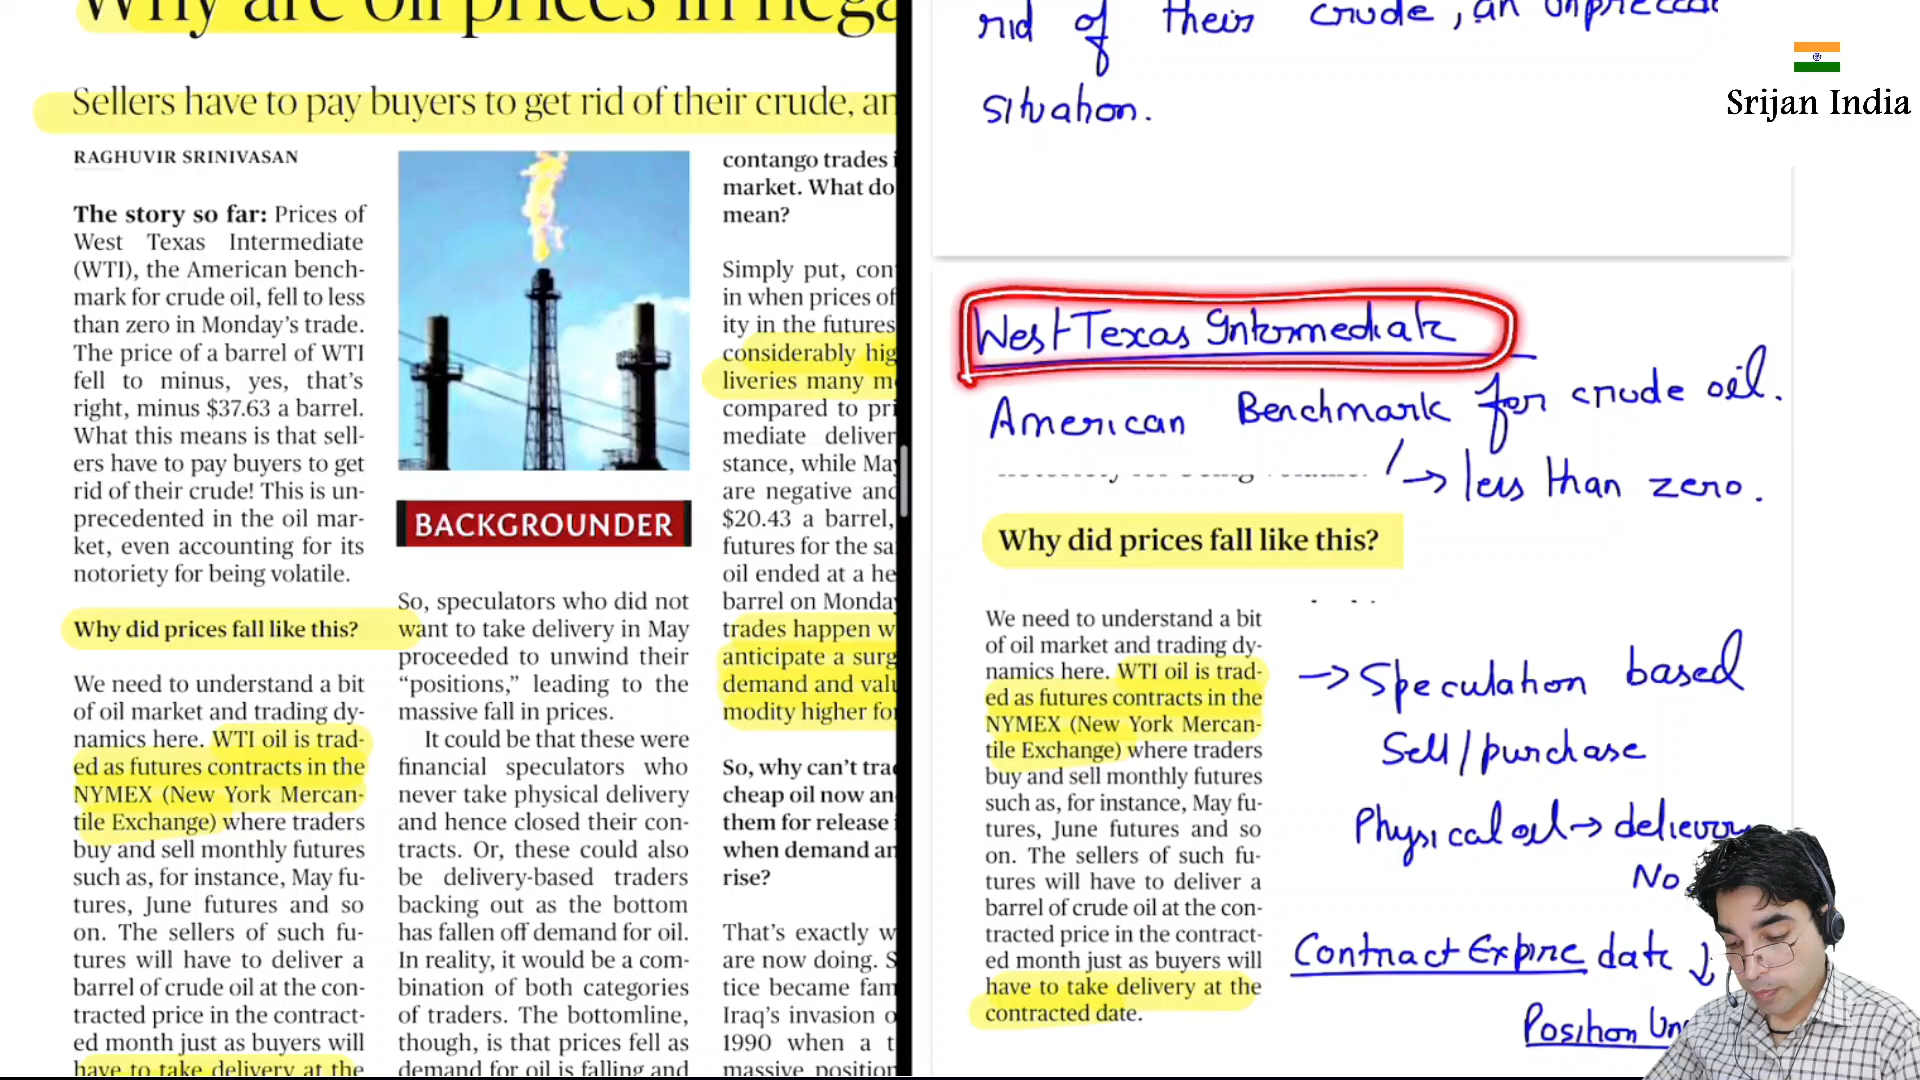 Why are oil prices in nega
Sellers have to pay buyers to get rid of their crude, an
RAGHUVIR SRINIVASAN
The story so far: Prices of
West Texas Intermediate
(WTI), the American bench-
mark for crude oil, fell to less
than zero in Monday's trade.
The price of a barrel of WTI
fell to minus, yes, that's
right, minus $37.63 a barrel.
What this means is that sell-
ers have to pay buyers to get
rid of their crude! This is un-
precedented in the oil mar-
ket, even accounting for its
notoriety for being volatile.
Why did prices fall like this?
We need to understand a bit
of oil market and trading dy-
namics here. WTI oil is trad-
ed as futures contracts in the
NYMEX (New York Mercan-
tile Exchange) where traders
buy and sell monthly futures
such as, for instance, May fu-
tures, June futures and so
on. The sellers of such fu-
tures will have to deliver a
barrel of crude oil at the con-
tracted price in the contract-
ed month just as buyers will
have to take delivery at the
BACKGROUNDER
So, speculators who did not
want to take delivery in May
proceeded to unwind their
“positions,” leading to the
massive fall in prices.
It could be that these were
financial speculators who
never take physical delivery
and hence closed their con-
tracts. Or, these could also
be delivery-based traders
backing out as the bottom
has fallen off demand for oil.
In reality, it would be a com-
bination of both categories
of traders. The bottomline,
though, is that prices fell as
demand for oil is falling and
contango trades i
market. What do
mean?
Simply put, con
in when prices of
ity in the futures
considerably hig
liveries many m
compared to pri
mediate deliver
stance, while May
are negative and
$20.43 a barrel,
futures for the sa
oil ended at a he
barrel on Monday
trades happen w
anticipate a surg
demand and valu
modity higher for
So, why can't tra
cheap oil now an
them for release i
when demand an
rise?
That's exactly w
are now doing. S
tice became fam
Iraq's invasion o
1990 when a t
massive position
rid of their crude, an unpreced
situation.
Srijan India
West Texas Intermediate
American Benchmark for crude oil.
→ less than zero.
Why did prices fall like this?
We need to understand a bit
of oil market and trading dy-
namics here. WTI oil is trad-
ed as futures contracts in the
NYMEX (New York Mercan-
tile Exchange) where traders
buy and sell monthly futures
such as, for instance, May fu-
tures, June futures and so
on. The sellers of such fu-
tures will have to deliver a
barrel of crude oil at the con-
tracted price in the contract-
ed month just as buyers will
have to take delivery at the
contracted date.
→ Speculation based
Sell/purchase
Physical oil → delievery
No
Contract Expire date ↓
Position Un